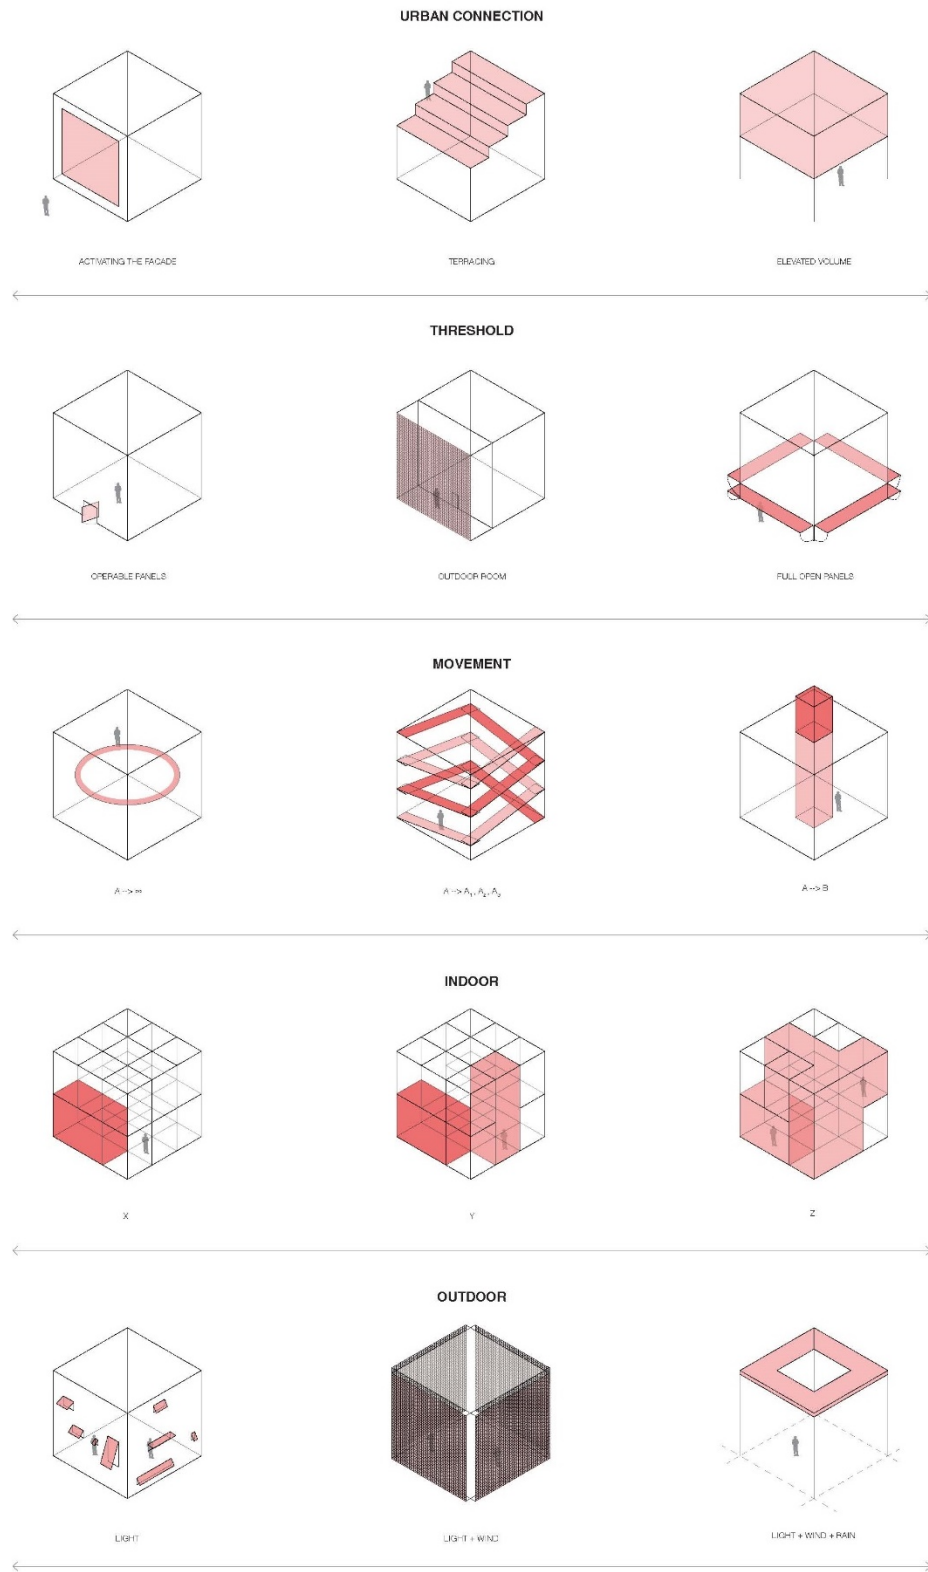 URBAN CONNECTION
ACTIVATING THE FACADE
TERRACING
ELEVATED VOLUME
THRESHOLD
OPERABLE PANELS
OUTDOOR ROOM
FULL OPEN PANELS
MOVEMENT
A --> ∞
A --> A₁, A₂, A₃
A --> B
INDOOR
X
Y
Z
OUTDOOR
LIGHT
LIGHT + WIND
LIGHT + WIND + RAIN